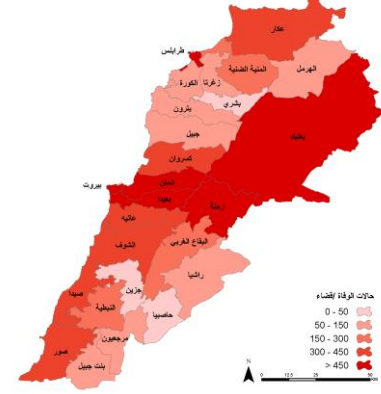 عكار
طرابلس
المنية الضنية
الهرمل
زغرتا
الكورة
بشري
بترون
بعلبك
جبيل
كسروان
المتن
بيروت
بعبدا
زحلة
عاليه
الشوف
البقاع الغربي
راشيا
جزين
صيدا
النبطية
حاصبيا
مرجعيون
صور
بنت جبيل
حالات الوفاة /قضاء
0 - 50
50 - 150
150 - 300
300 - 450
> 450
N
0 12.5 25 50